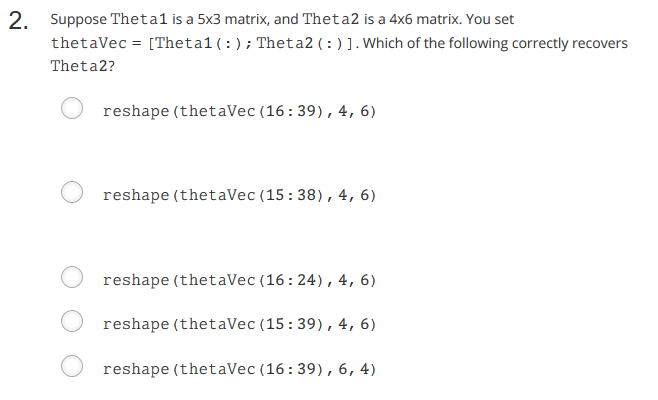 2. Suppose Theta1 is a 5x3 matrix, and Theta2 is a 4x6 matrix. You set
thetaVec = [Theta1(:);Theta2(:)]. Which of the following correctly recovers
Theta2?
reshape(thetaVec(16:39),4,6)
reshape(thetaVec(15:38),4,6)
reshape(thetaVec(16:24),4,6)
reshape(thetaVec(15:39),4,6)
reshape(thetaVec(16:39),6,4)